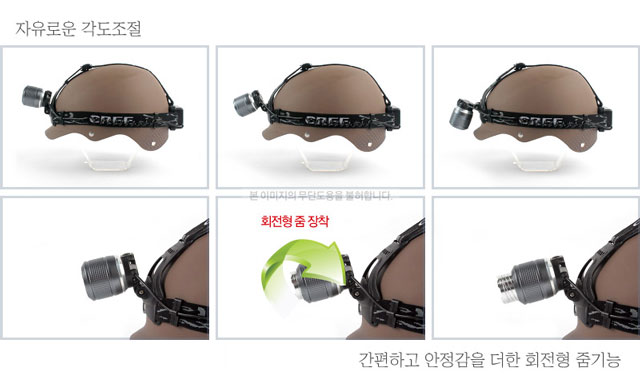 자유로운 각도조절
CREE
CREE
CREE
본 이미지의 무단도용을 불허합니다.
회전형 줌 장착
간편하고 안정감을 더한 회전형 줌기능